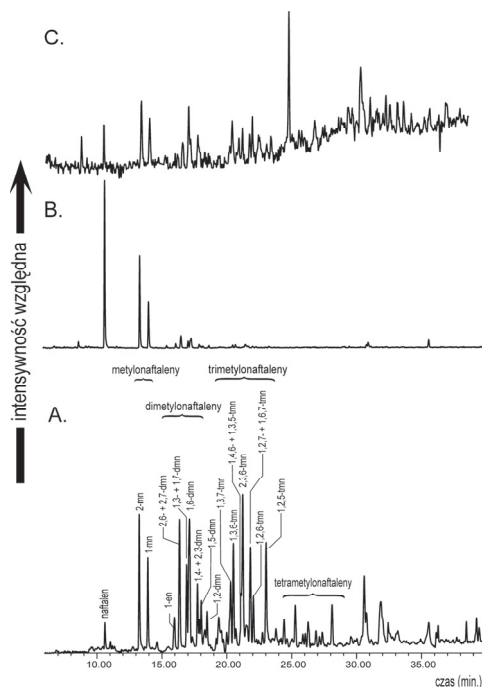 C.
B.
metylonaftaleny
trimetylonaftaleny
A.
dimetylonaftaleny
naftalen
2-mn
1-mn
1-en
2,6- + 2,7-dmn
1,3- + 1,7-dmn
1,6-dmn
1,4- + 2,3-dmn
1,5-dmn
1,2-dmn
1,3,7-tmr
1,3,6-tmn
1,4,6- + 1,3,5-tmn
2,3,6-tmn
1,2,7- + 1,6,7-tmn
1,2,6-tmn
1,2,5-tmn
tetrametylonaftaleny
intensywność względna
10.00 15.00 20.00 25.00 30.00 35.00
czas (min.)